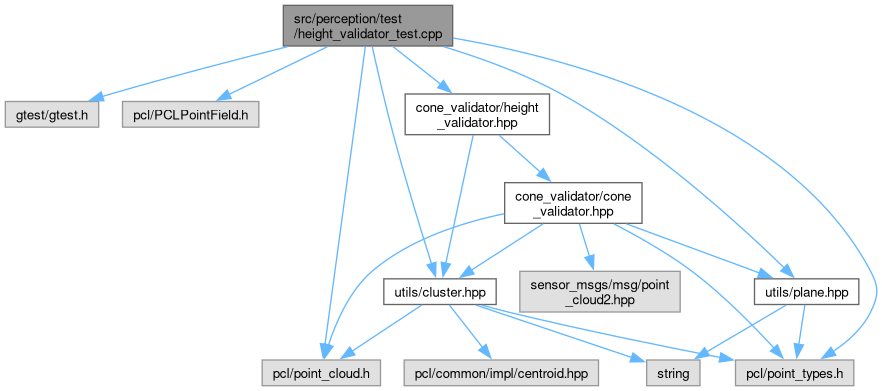 src/perception/test
/height_validator_test.cpp
gtest/gtest.h
pcl/PCLPointField.h
cone_validator/height
_validator.hpp
cone_validator/cone
_validator.hpp
utils/cluster.hpp
sensor_msgs/msg/point
_cloud2.hpp
utils/plane.hpp
pcl/point_cloud.h
pcl/common/impl/centroid.hpp
string
pcl/point_types.h